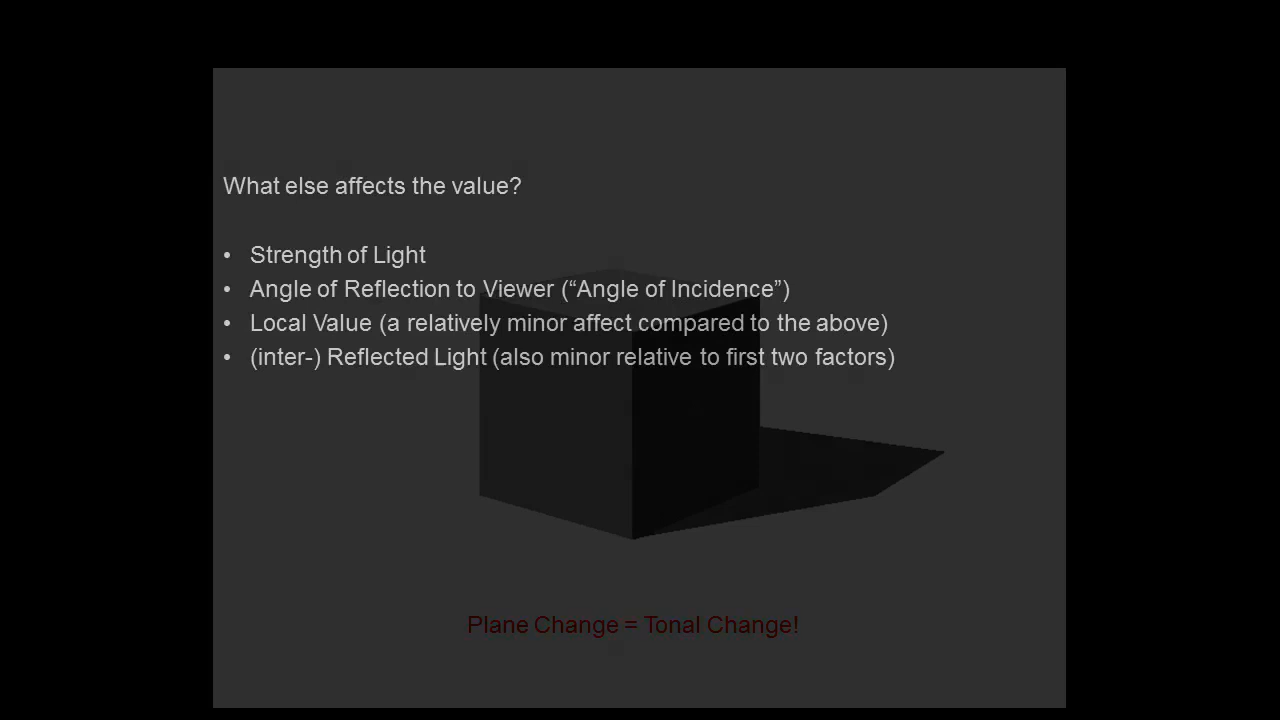 What else affects the value?
• Strength of Light
• Angle of Reflection to Viewer (“Angle of Incidence”)
• Local Value (a relatively minor affect compared to the above)
• (inter-) Reflected Light (also minor relative to first two factors)
Plane Change = Tonal Change!